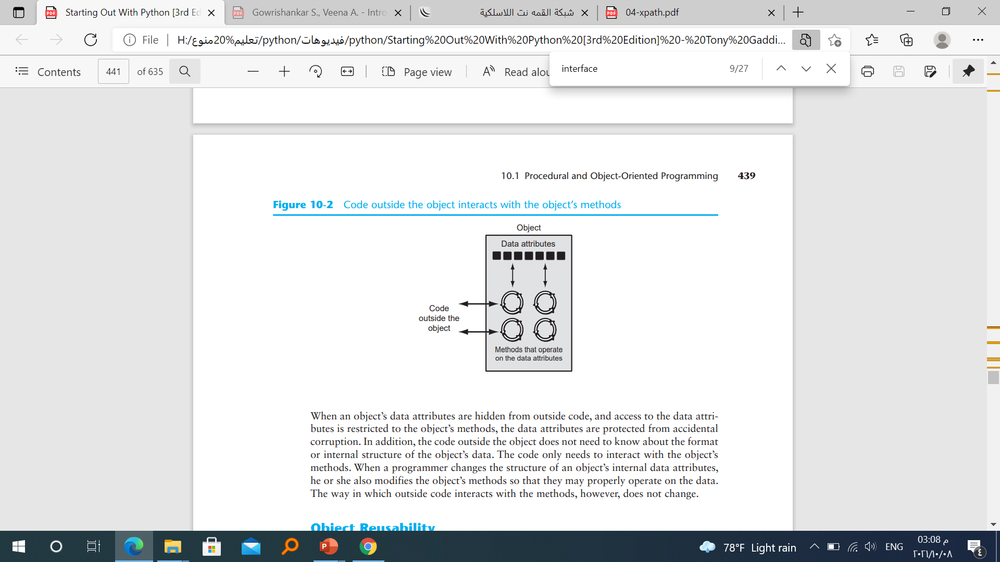 Starting Out With Python [3rd Ed
Gowrishankar S., Veena A. - Intro
شبكة القمه نت اللاسلكية
04-xpath.pdf
File
H:/تعليم%20منوع/python/فيديوهات/python/Starting%20Out%20With%20Python%20[3rd%20Edition]%20-%20Tony%20Gaddi...
Contents
441
of 635
Page view
Read alou
interface
9/27
10.1 Procedural and Object-Oriented Programming 439
Figure 10-2 Code outside the object interacts with the object's methods
Object
Data attributes
Code
outside the
object
Methods that operate
on the data attributes
When an object's data attributes are hidden from outside code, and access to the data attri-
butes is restricted to the object's methods, the data attributes are protected from accidental
corruption. In addition, the code outside the object does not need to know about the format
or internal structure of the object's data. The code only needs to interact with the object's
methods. When a programmer changes the structure of an object's internal data attributes,
he or she also modifies the object's methods so that they may properly operate on the data.
The way in which outside code interacts with the methods, however, does not change.
Object Reusability
78°F Light rain
ENG
03:08 م
٢٠٢١/١٠/٠٨
٤